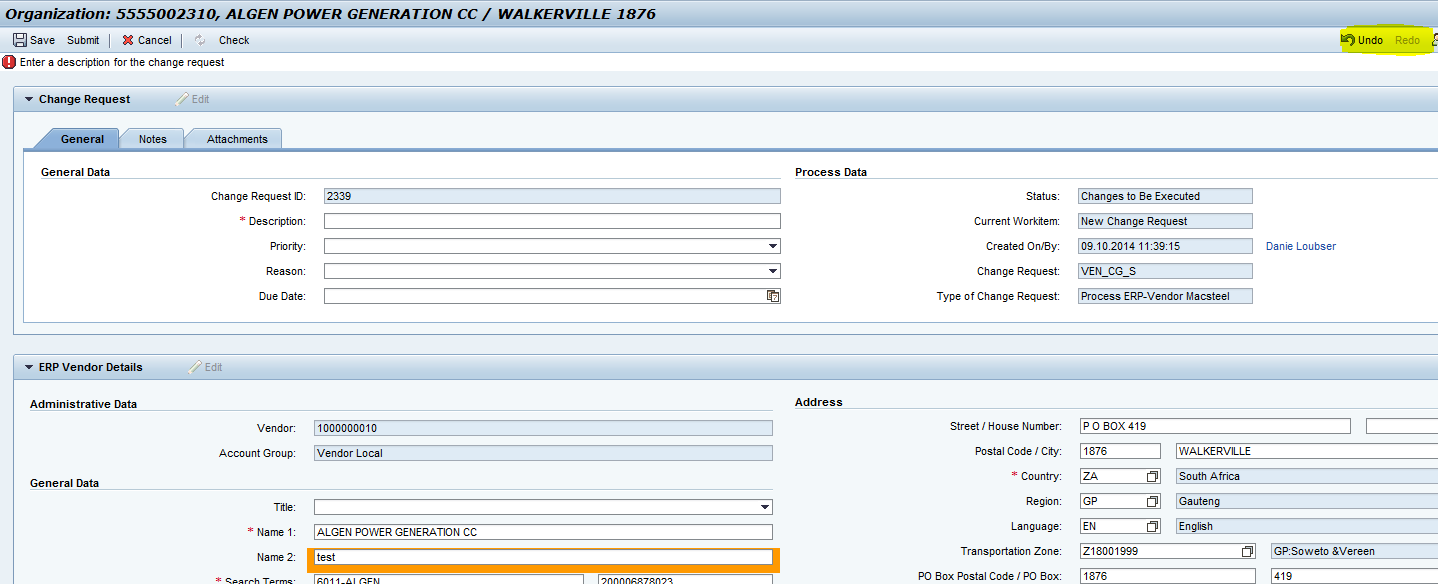 Organization: 5555002310, ALGEN POWER GENERATION CC / WALKERVILLE 1876
Save Submit Cancel Check Undo Redo
Enter a description for the change request
Change Request Edit
General Notes Attachments
General Data
Change Request ID: 2339
* Description:
Priority:
Reason:
Due Date:
Process Data
Status: Changes to Be Executed
Current Workitem: New Change Request
Created On/By: 09.10.2014 11:39:15 Danie Loubser
Change Request: VEN_CG_S
Type of Change Request: Process ERP-Vendor Macsteel
ERP Vendor Details Edit
Administrative Data
Vendor: 1000000010
Account Group: Vendor Local
General Data
Title:
* Name 1: ALGEN POWER GENERATION CC
Name 2: test
* Search Terms: 6011-ALGEN 200006878023
Address
Street / House Number: P O BOX 419
Postal Code / City: 1876 WALKERVILLE
* Country: ZA South Africa
Region: GP Gauteng
Language: EN English
Transportation Zone: Z18001999 GP:Soweto &Vereen
PO Box Postal Code / PO Box: 1876 419